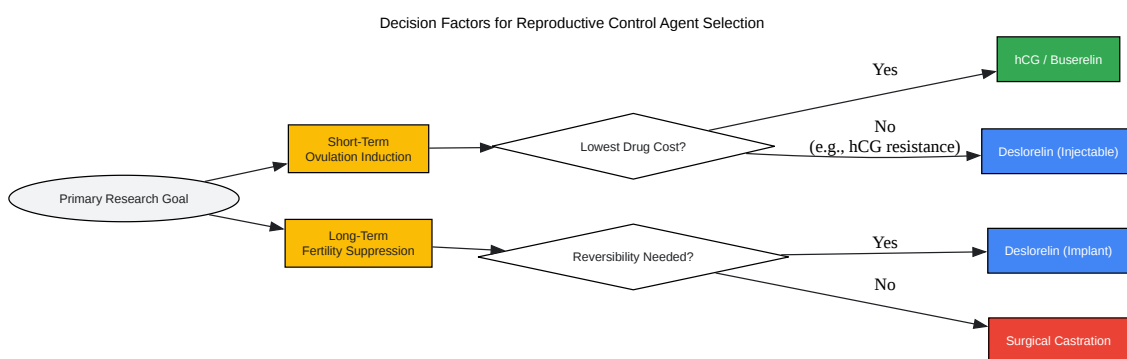 Decision Factors for Reproductive Control Agent Selection
Primary Research Goal
Short-Term
Ovulation Induction
Lowest Drug Cost?
Yes
hCG / Buserelin
No
(e.g., hCG resistance)
Deslorelin (Injectable)
Long-Term
Fertility Suppression
Reversibility Needed?
Yes
Deslorelin (Implant)
No
Surgical Castration